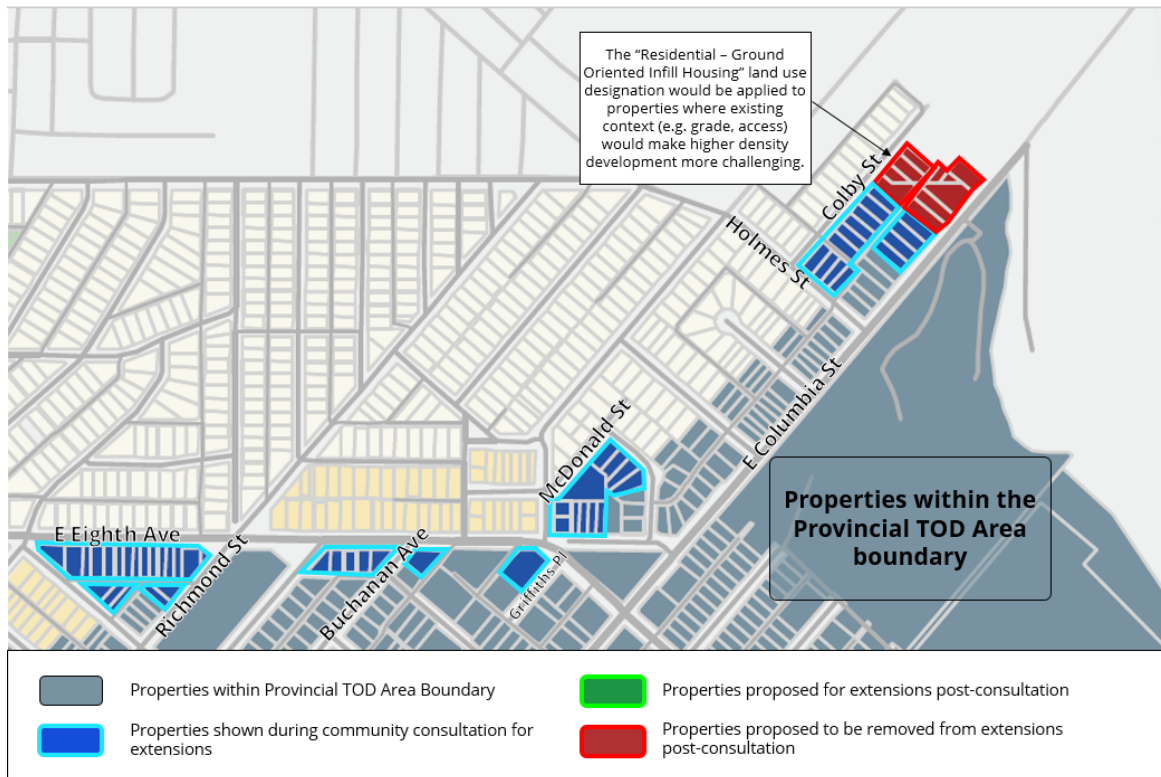 The “Residential – Ground
Oriented Infill Housing” land use
designation would be applied to
properties where existing
context (e.g. grade, access)
would make higher density
development more challenging.
Colby St
Holmes St
McDonald St
E Columbia St
Properties within the
Provincial TOD Area
boundary
E Eighth Ave
Richmond St
Buchanan Ave
Griffiths Pl
Properties within Provincial TOD Area Boundary
Properties shown during community consultation for
extensions
Properties proposed for extensions post-consultation
Properties proposed to be removed from extensions
post-consultation